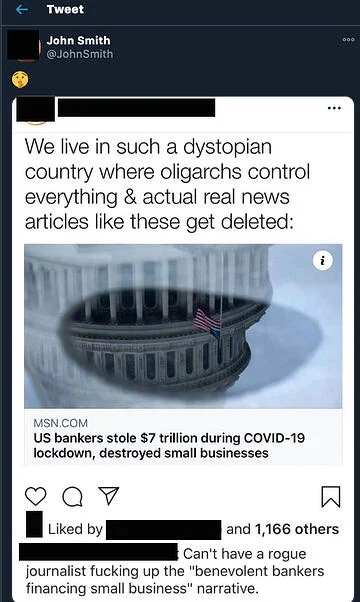 Tweet
John Smith
@JohnSmith
We live in such a dystopian
country where oligarchs control
everything & actual real news
articles like these get deleted:
i
MSN.COM
US bankers stole $7 trillion during COVID-19
lockdown, destroyed small businesses
Liked by and 1,166 others
: Can't have a rogue
journalist fucking up the "benevolent bankers
financing small business" narrative.